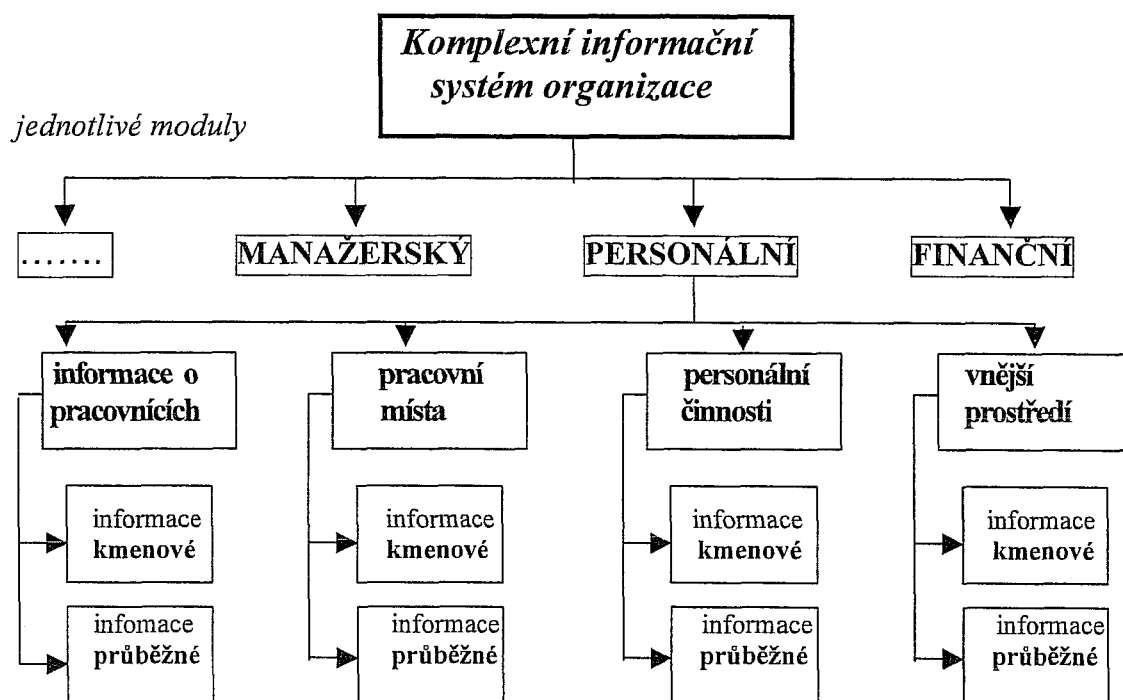 Komplexní informační
systém organizace
jednotlivé moduly
.......
MANAŽERSKÝ
PERSONÁLNÍ
FINANČNÍ
informace o
pracovnících
pracovní
místa
personální
činnosti
vnější
prostředí
informace
kmenové
informace
kmenové
informace
kmenové
informace
kmenové
infomace
průběžné
informace
průběžné
informace
průběžné
informace
průběžné